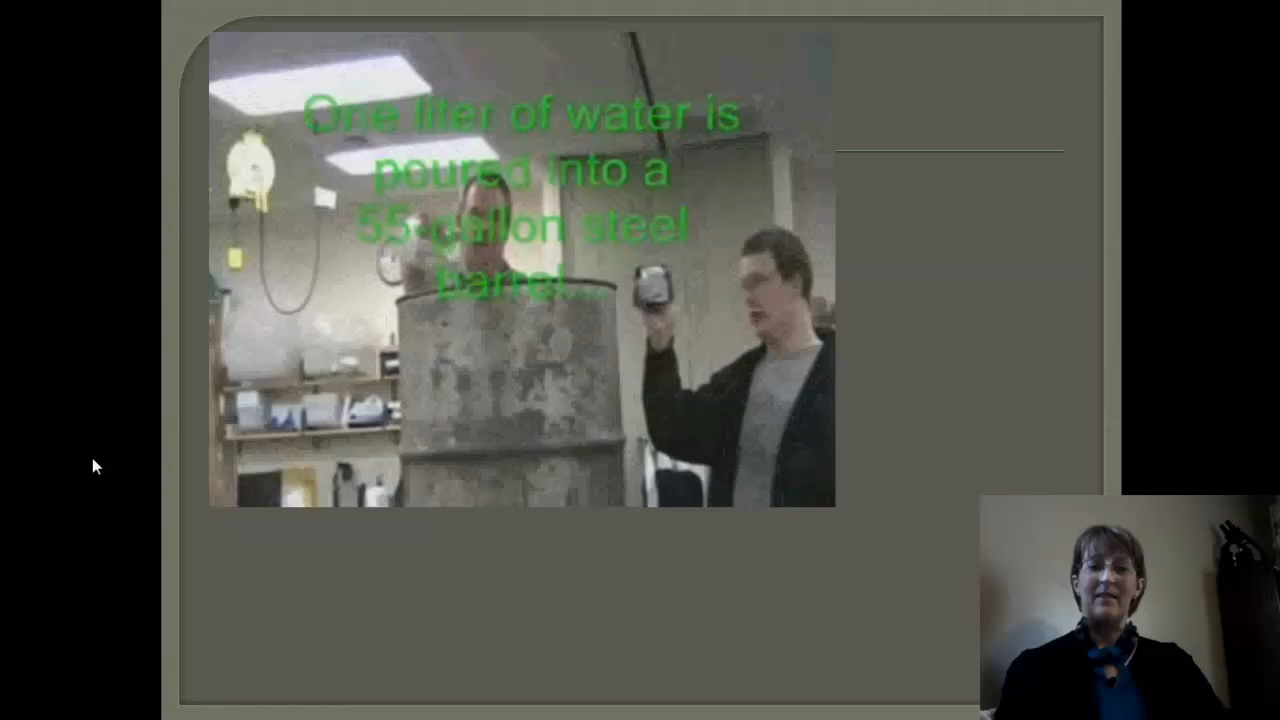 One liter of water is
poured into a
55-gallon steel
barrel...